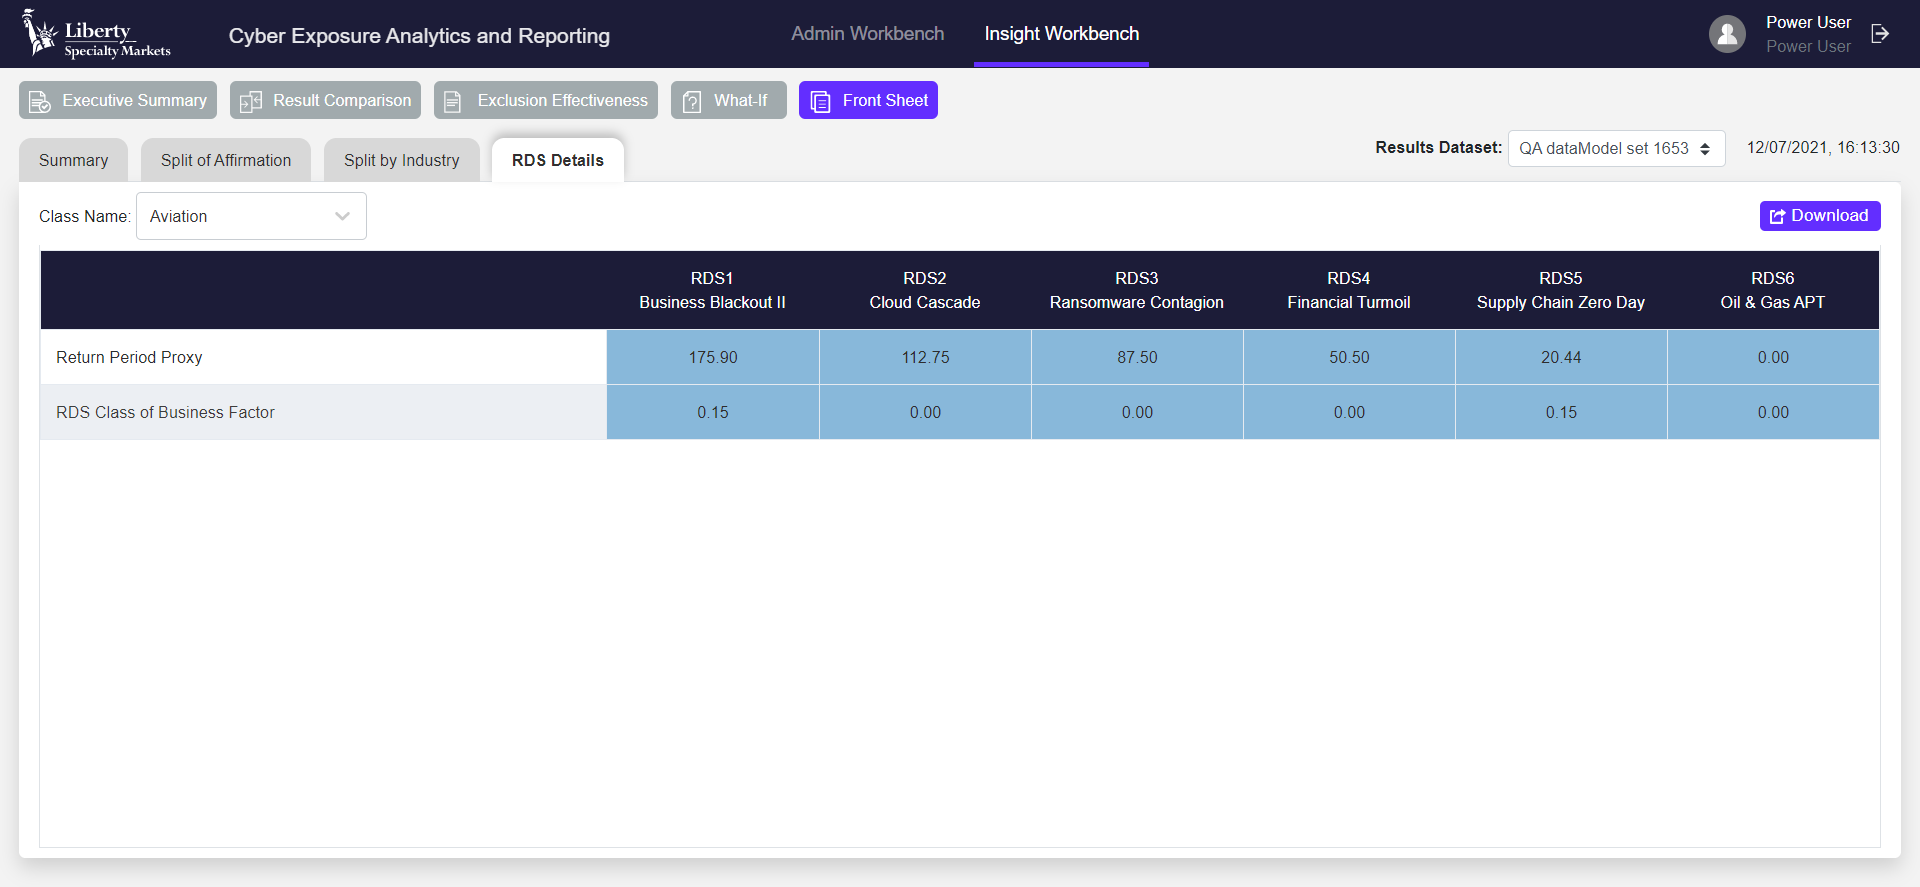 Liberty
Specialty Markets
Cyber Exposure Analytics and Reporting
Admin Workbench
Insight Workbench
Power User
Power User
Executive Summary
Result Comparison
Exclusion Effectiveness
What-If
Front Sheet
Summary
Split of Affirmation
Split by Industry
RDS Details
Results Dataset:
QA dataModel set 1653
12/07/2021, 16:13:30
Class Name:
Aviation
Download
RDS1
Business Blackout II
RDS2
Cloud Cascade
RDS3
Ransomware Contagion
RDS4
Financial Turmoil
RDS5
Supply Chain Zero Day
RDS6
Oil & Gas APT
Return Period Proxy 175.90 112.75 87.50 50.50 20.44 0.00
RDS Class of Business Factor 0.15 0.00 0.00 0.00 0.15 0.00